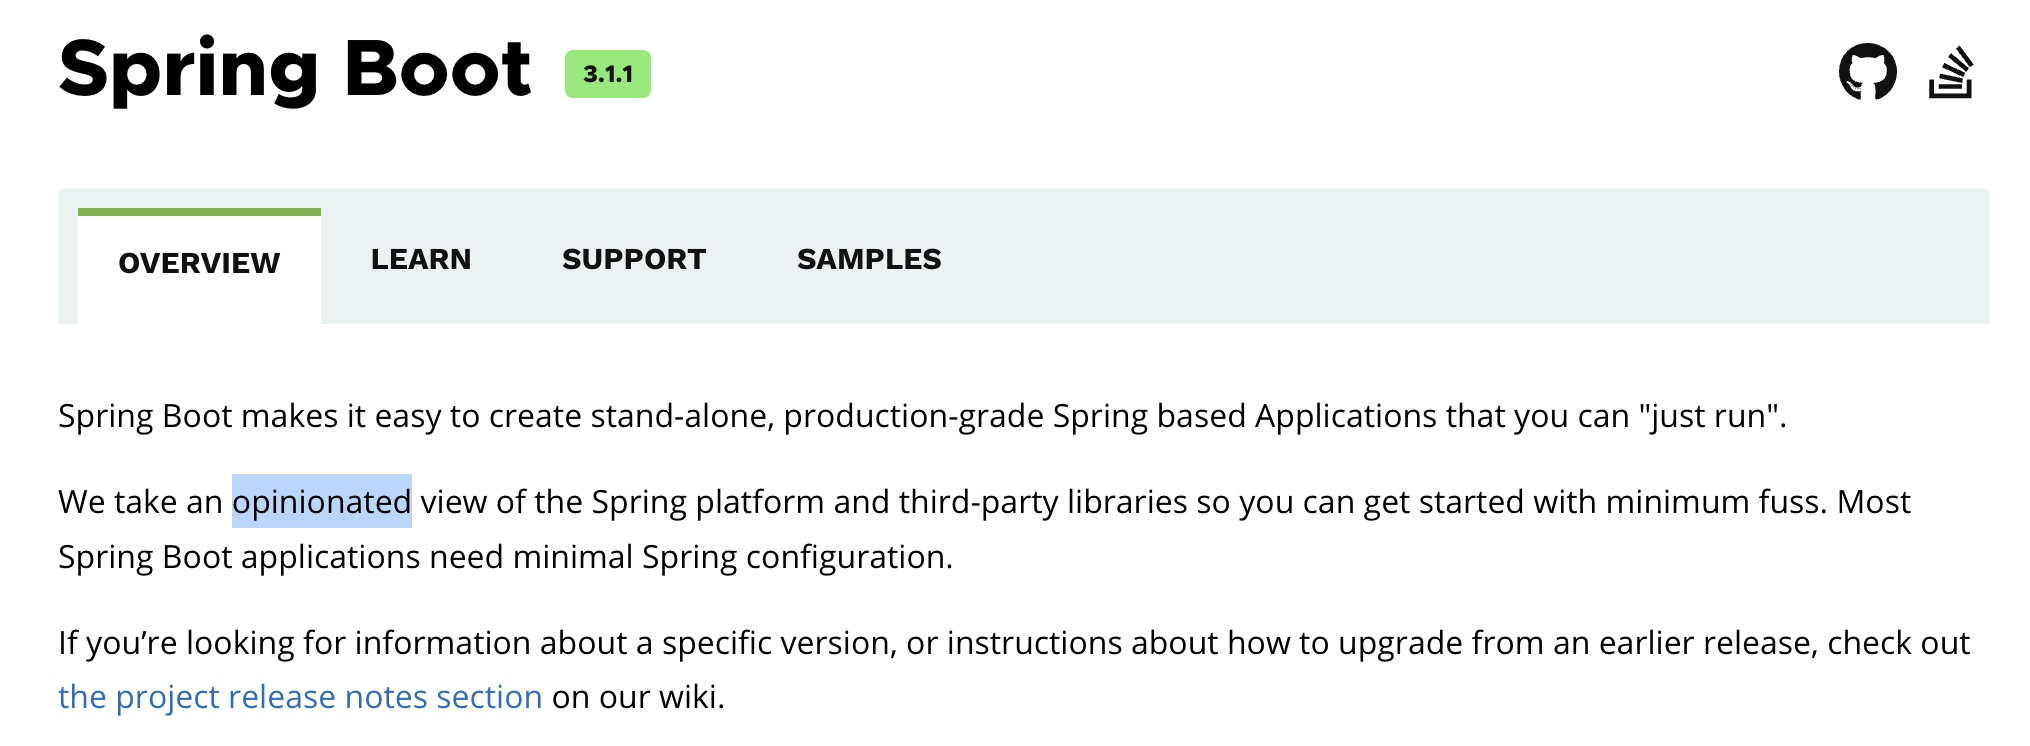 Spring Boot 3.1.1
OVERVIEW LEARN SUPPORT SAMPLES
Spring Boot makes it easy to create stand-alone, production-grade Spring based Applications that you can "just run".
We take an opinionated view of the Spring platform and third-party libraries so you can get started with minimum fuss. Most
Spring Boot applications need minimal Spring configuration.
If you’re looking for information about a specific version, or instructions about how to upgrade from an earlier release, check out
the project release notes section on our wiki.